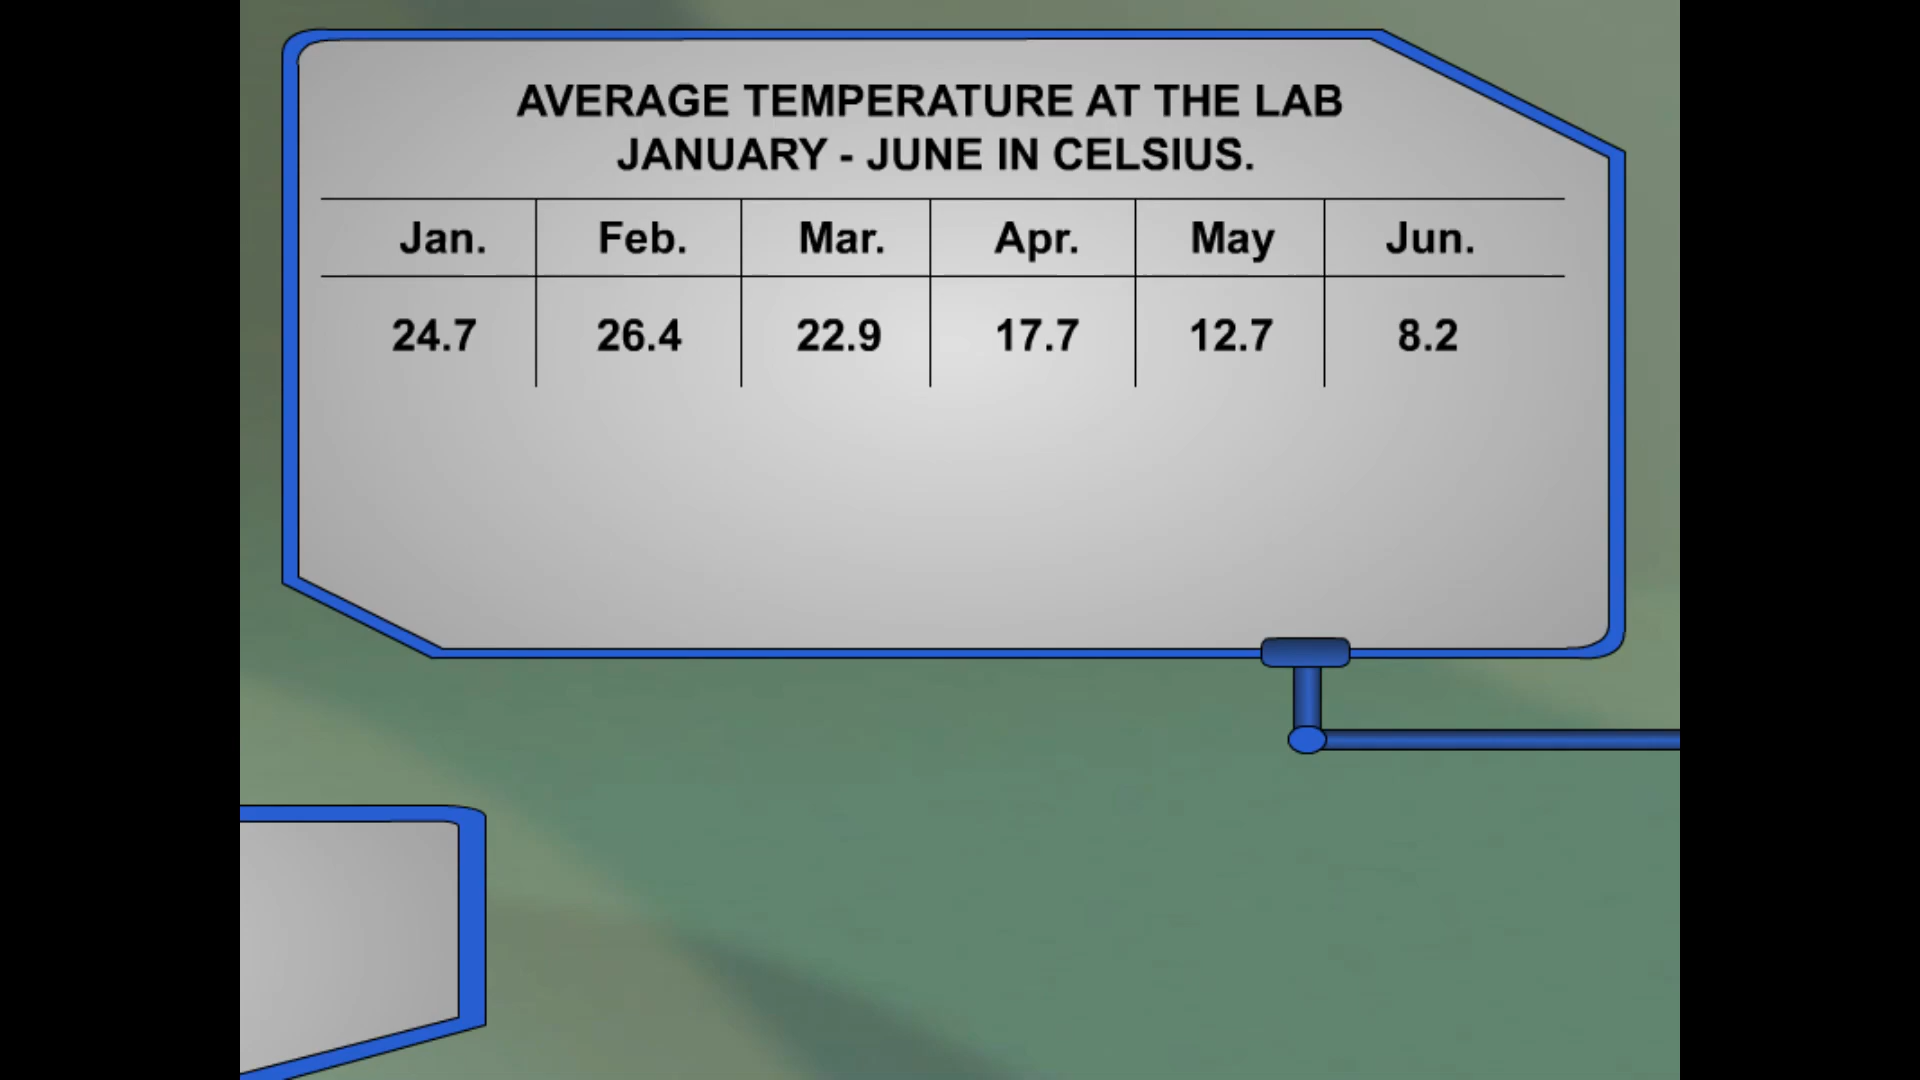 AVERAGE TEMPERATURE AT THE LAB
JANUARY - JUNE IN CELSIUS.
Jan. Feb. Mar. Apr. May Jun.
24.7 26.4 22.9 17.7 12.7 8.2